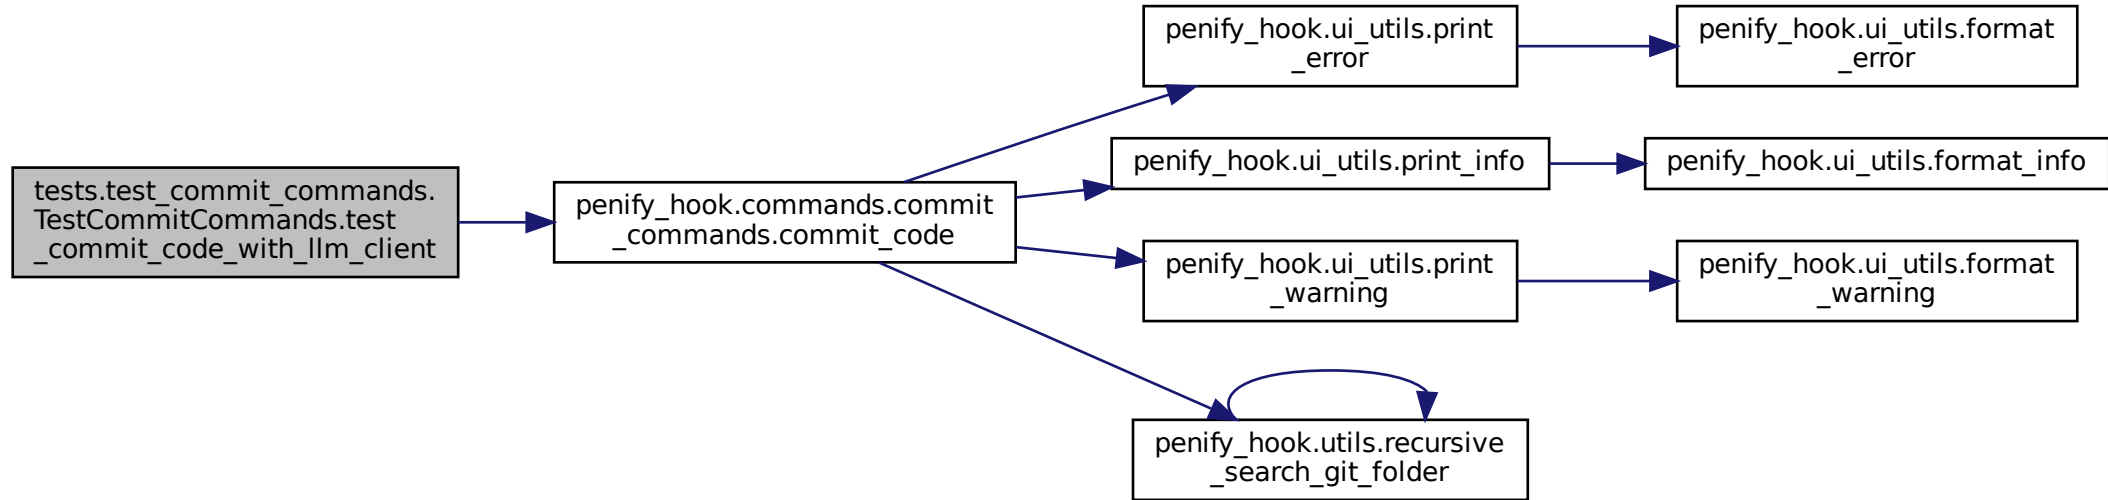 tests.test_commit_commands.
TestCommitCommands.test
_commit_code_with_llm_client
penify_hook.commands.commit
_commands.commit_code
penify_hook.ui_utils.print
_error
penify_hook.ui_utils.format
_error
penify_hook.ui_utils.print_info
penify_hook.ui_utils.format_info
penify_hook.ui_utils.print
_warning
penify_hook.ui_utils.format
_warning
penify_hook.utils.recursive
_search_git_folder